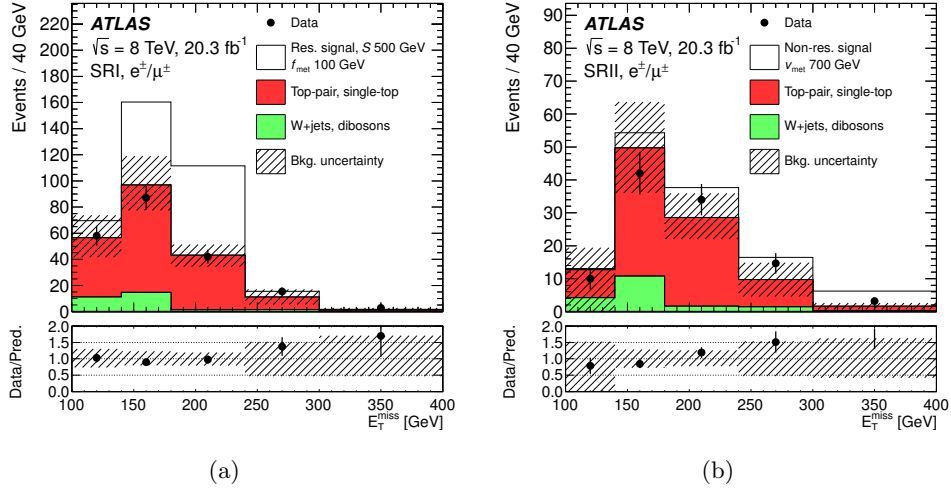 Events / 40 GeV
220
200
180
160
140
120
100
80
60
40
20
0
ATLAS
√s = 8 TeV, 20.3 fb⁻¹
SRI, e±/μ±
Data
Res. signal, S 500 GeV
f_met 100 GeV
Top-pair, single-top
W+jets, dibosons
Bkg. uncertainty
Data/Pred.
2.0
1.5
1.0
0.5
0.0
100 150 200 250 300 350 400
E_T^miss [GeV]
(a)
Events / 40 GeV
90
80
70
60
50
40
30
20
10
0
ATLAS
√s = 8 TeV, 20.3 fb⁻¹
SRII, e±/μ±
Data
Non-res. signal
v_met 700 GeV
Top-pair, single-top
W+jets, dibosons
Bkg. uncertainty
Data/Pred.
2.0
1.5
1.0
0.5
0.0
100 150 200 250 300 350 400
E_T^miss [GeV]
(b)